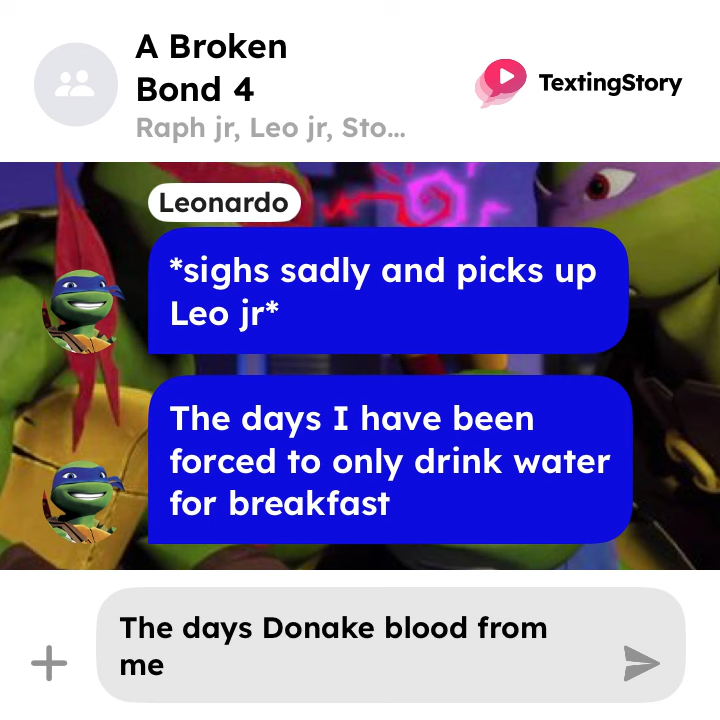 A Broken
Bond 4
Raph jr, Leo jr, Sto...
TextingStory
Leonardo
*sighs sadly and picks up
Leo jr*
The days I have been
forced to only drink water
for breakfast
The days Donake blood from
me